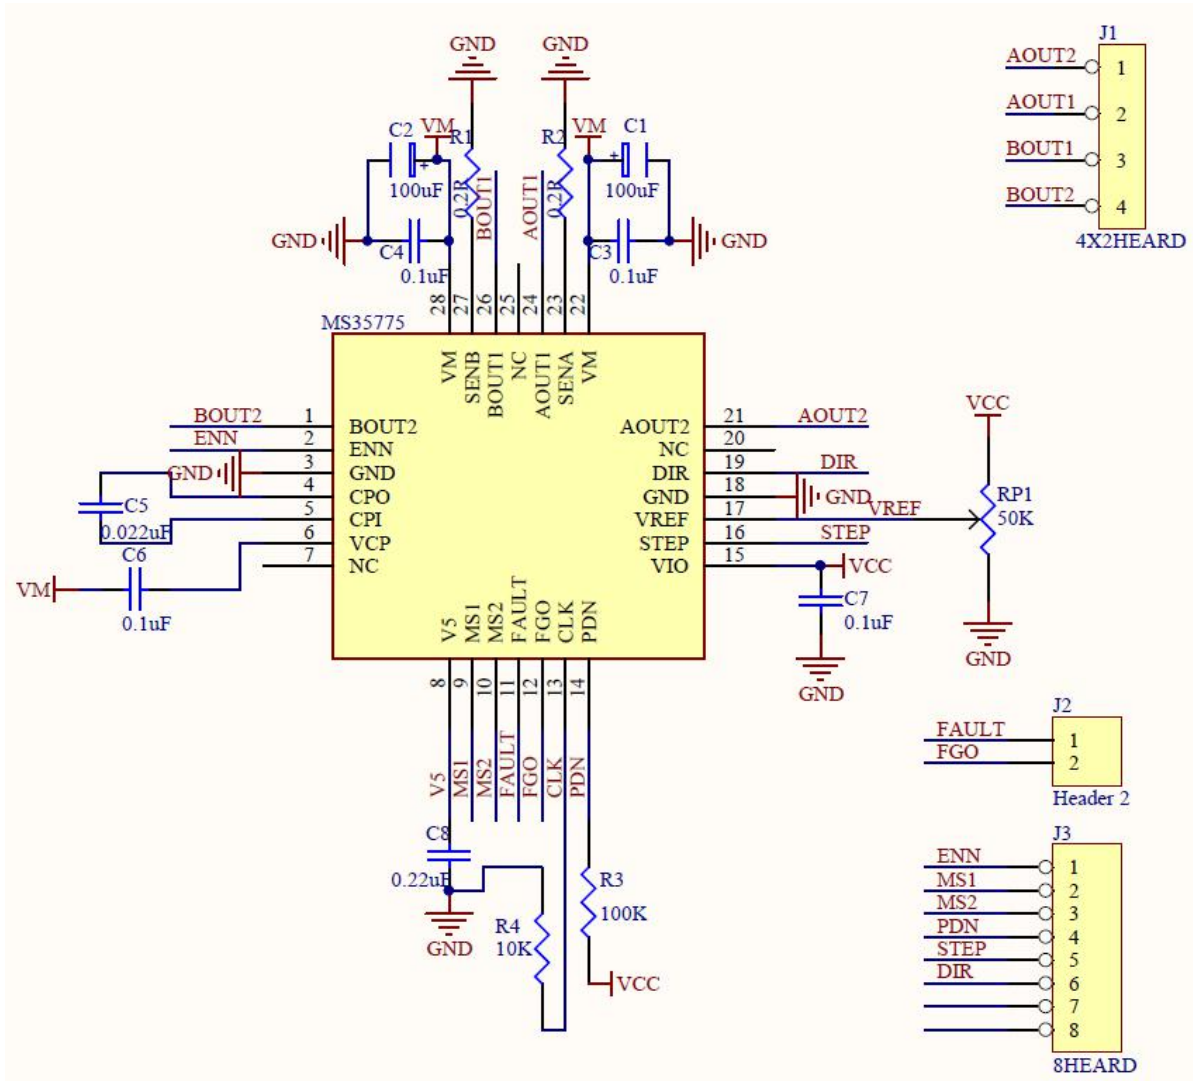 GND
GND
J1
AOUT2
1
AOUT1
2
BOUT1
3
BOUT2
4
4X2HEARD
C2
VM
R1
R2
VM
C1
+
+
100uF
0.2R
BOUT1
AOUT1
0.2R
100uF
GND
C4
C3
GND
0.1uF
0.1uF
28
27
26
25
24
23
22
MS35775
VM
SENB
BOUT1
NC
AOUT1
SENA
VM
BOUT2
1
BOUT2
ENN
2
ENN
GND
3
GND
4
CPO
C5
0.022uF
5
CPI
C6
6
VCP
7
NC
VM
0.1uF
AOUT2
21
AOUT2
NC
20
DIR
19
DIR
GND
18
GND
VREF
17
VREF
STEP
16
STEP
VIO
15
VCC
VCC
RP1
50K
C7
0.1uF
GND
GND
V5
MS1
MS2
FAULT
FGO
CLK
PDN
8
9
10
11
12
13
14
V5
MS1
MS2
FAULT
FGO
CLK
PDN
C8
0.22uF
GND
R4
10K
R3
100K
VCC
J2
FAULT
1
FGO
2
Header 2
J3
ENN
1
MS1
2
MS2
3
PDN
4
STEP
5
DIR
6
7
8
8HEARD